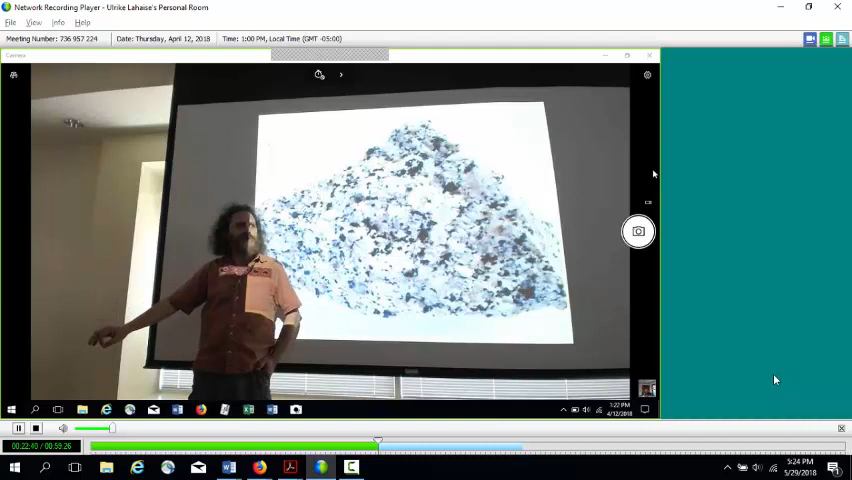 Network Recording Player - Ulrike Lahaise's Personal Room
File View Info Help
Meeting Number: 736 957 224 Date: Thursday, April 12, 2018 Time: 1:00 PM, Local Time (GMT -05:00)
Camera
1:22 PM
4/12/2018
00:22:40 / 00:59:26
5:24 PM
5/29/2018